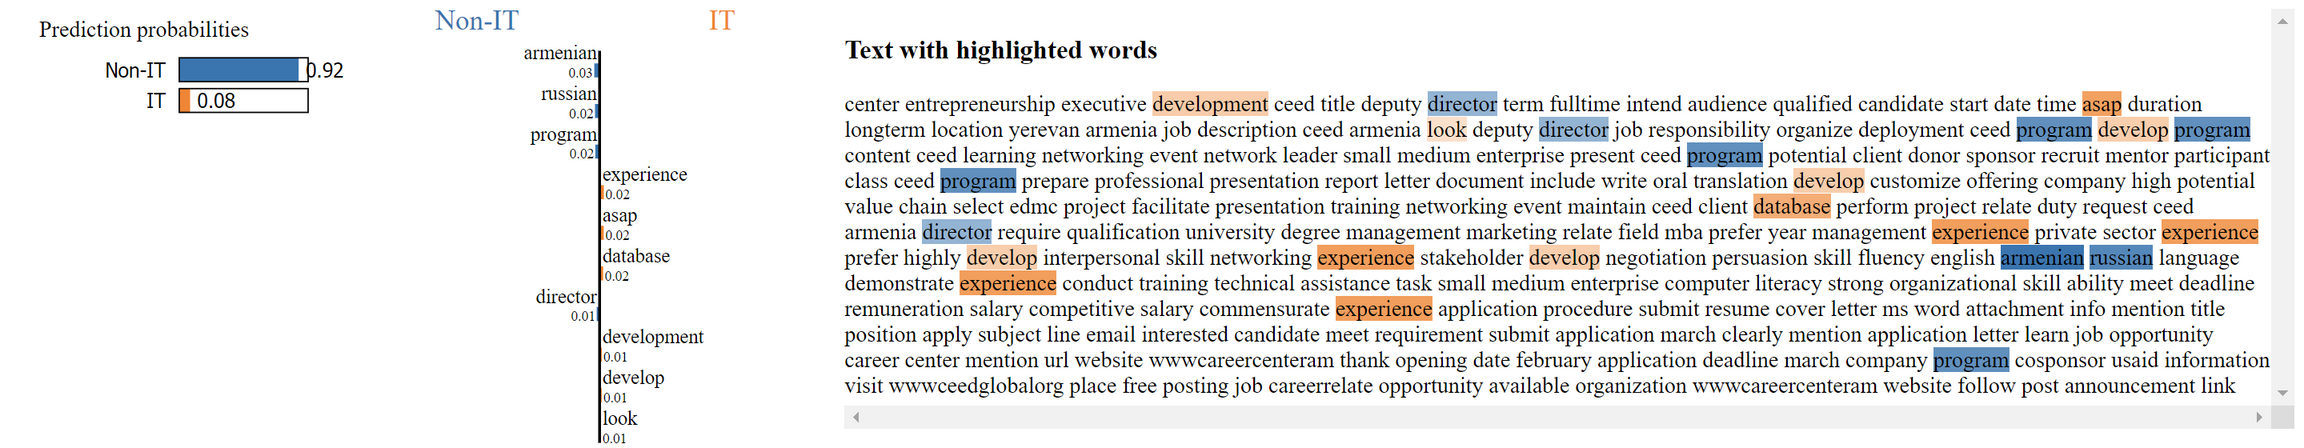 Prediction probabilities
Non-IT 0.92
IT 0.08
Non-IT IT
armenian
0.03
russian
0.02
program
0.02
experience
0.02
asap
0.02
database
0.02
director
0.01
development
0.01
develop
0.01
look
0.01
Text with highlighted words
center entrepreneurship executive development ceed title deputy director term fulltime intend audience qualified candidate start date time asap duration
longterm location yerevan armenia job description ceed armenia look deputy director job responsibility organize deployment ceed program develop program
content ceed learning networking event network leader small medium enterprise present ceed program potential client donor sponsor recruit mentor participant
class ceed program prepare professional presentation report letter document include write oral translation develop customize offering company high potential
value chain select edmc project facilitate presentation training networking event maintain ceed client database perform project relate duty request ceed
armenia director require qualification university degree management marketing relate field mba prefer year management experience private sector experience
prefer highly develop interpersonal skill networking experience stakeholder develop negotiation persuasion skill fluency english armenian russian language
demonstrate experience conduct training technical assistance task small medium enterprise computer literacy strong organizational skill ability meet deadline
remuneration salary competitive salary commensurate experience application procedure submit resume cover letter ms word attachment info mention title
position apply subject line email interested candidate meet requirement submit application march clearly mention application letter learn job opportunity
career center mention url website wwwcareercenteram thank opening date february application deadline march company program cosponsor usaid information
visit wwwceedglobalorg place free posting job careerrelate opportunity available organization wwwcareercenteram website follow post announcement link